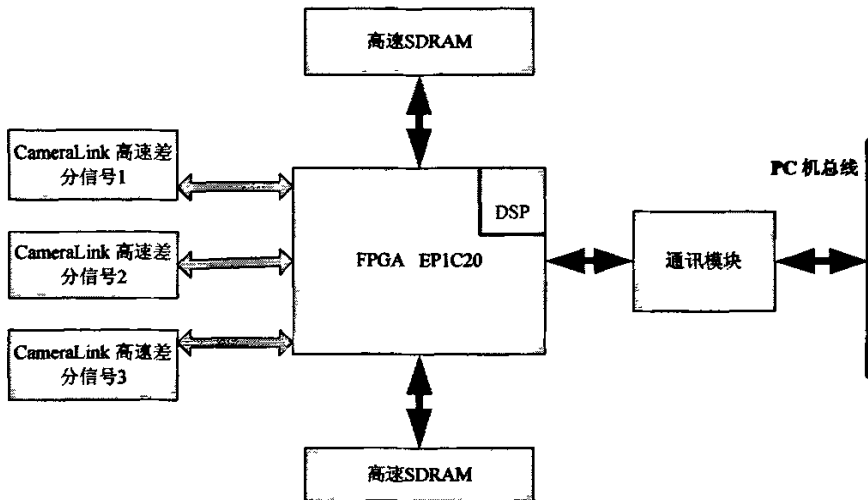 高速SDRAM
CameraLink 高速差
分信号1
PC 机总线
DSP
CameraLink 高速差
分信号2
FPGA EP1C20
通讯模块
CameraLink 高速差
分信号3
高速SDRAM